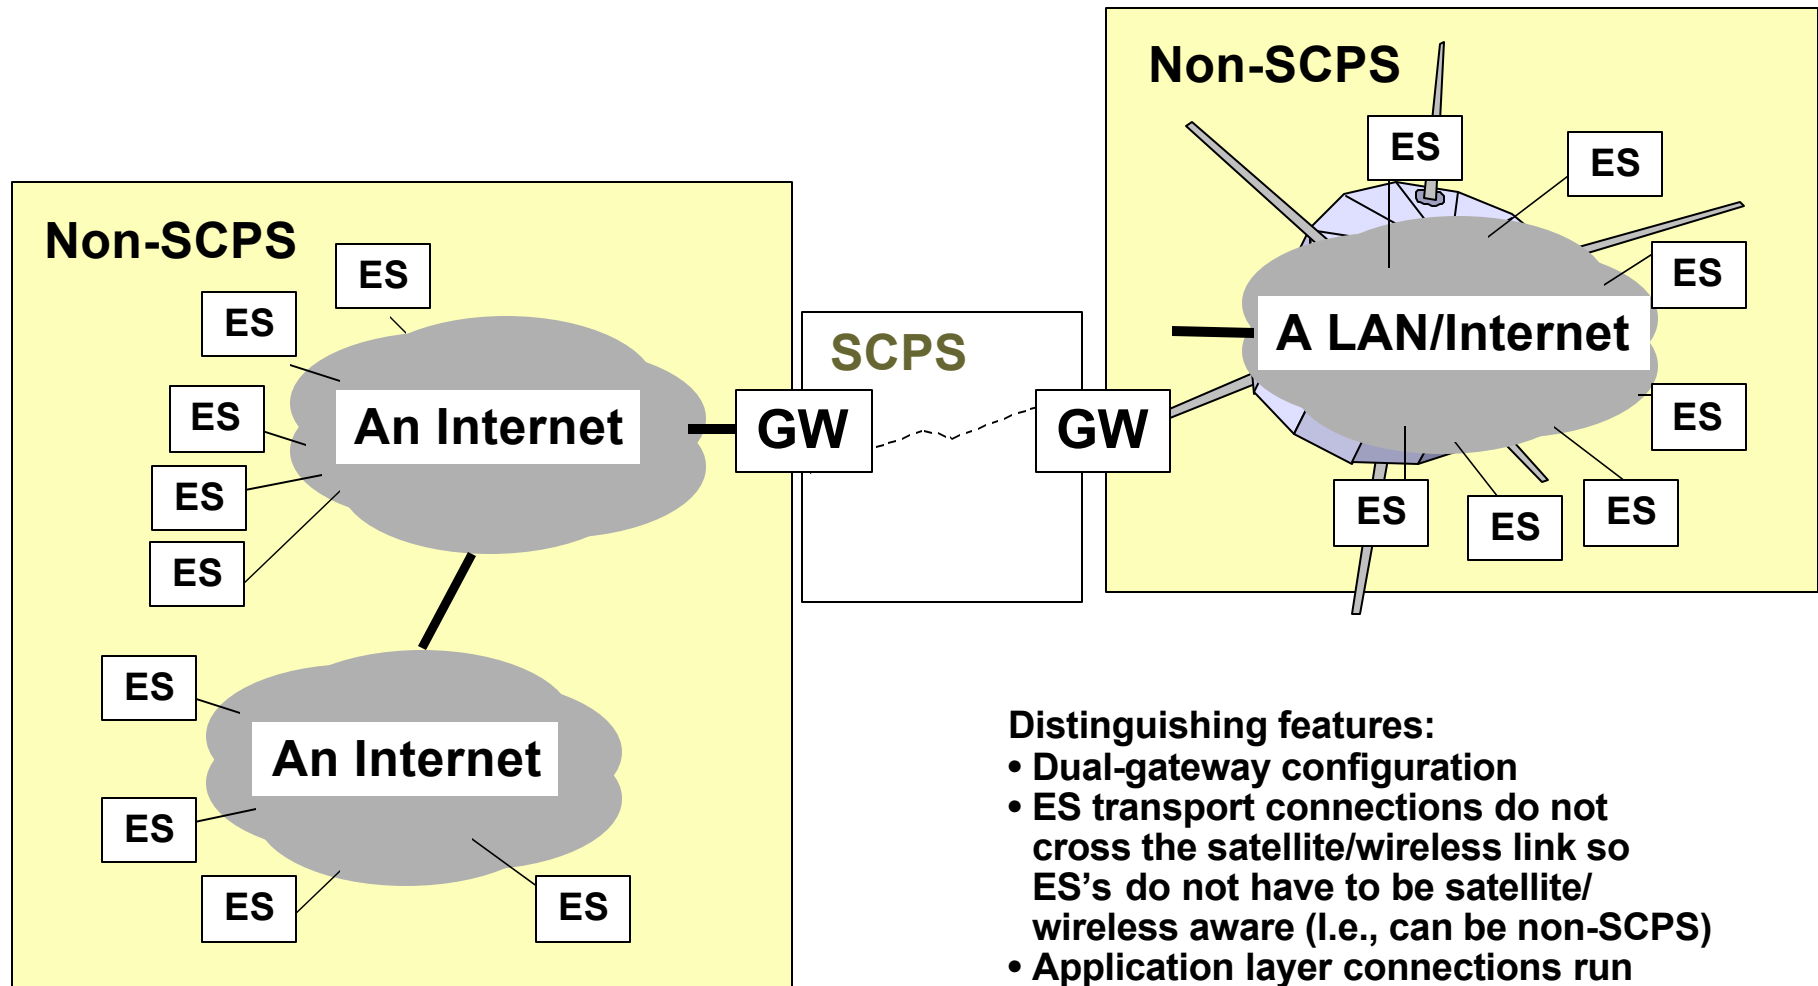 Non-SCPS
ES
ES
ES
ES
A LAN/Internet
ES
ES
ES
ES
Non-SCPS
ES
ES
ES
ES
ES
An Internet
GW
SCPS
GW
ES
An Internet
ES
ES
ES
Distinguishing features:
• Dual-gateway configuration
• ES transport connections do not
cross the satellite/wireless link so
ES’s do not have to be satellite/
wireless aware (I.e., can be non-SCPS)
• Application layer connections run